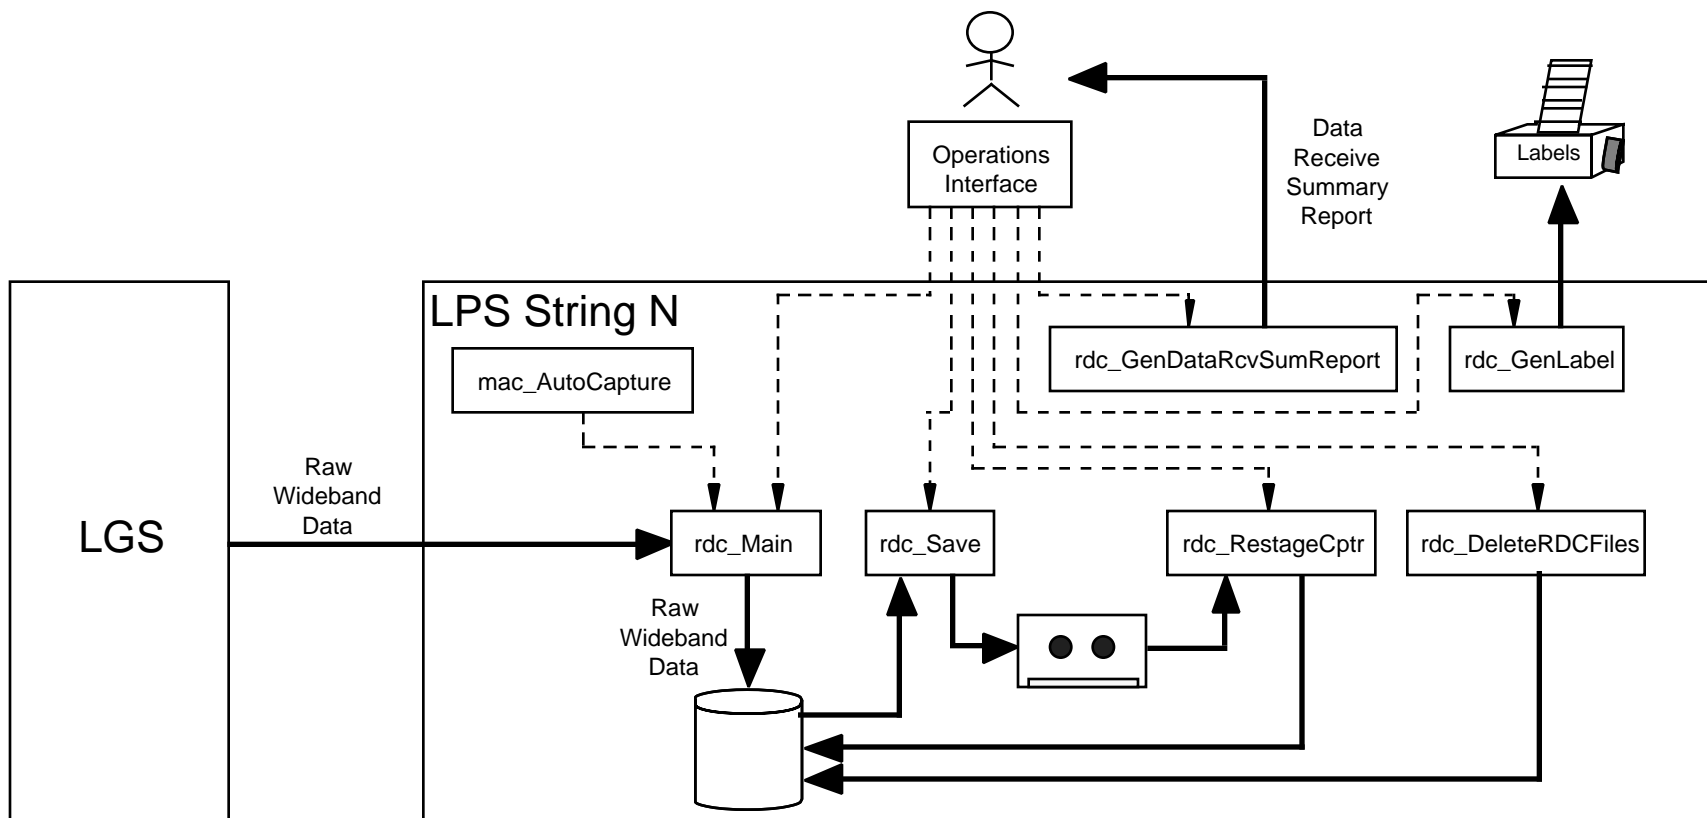 Operations
Interface
Data
Receive
Summary
Report
Labels
LPS String N
rdc_GenDataRcvSumReport
rdc_GenLabel
mac_AutoCapture
Raw
Wideband
Data
LGS
rdc_Main
rdc_Save
rdc_RestageCptr
rdc_DeleteRDCFiles
Raw
Wideband
Data